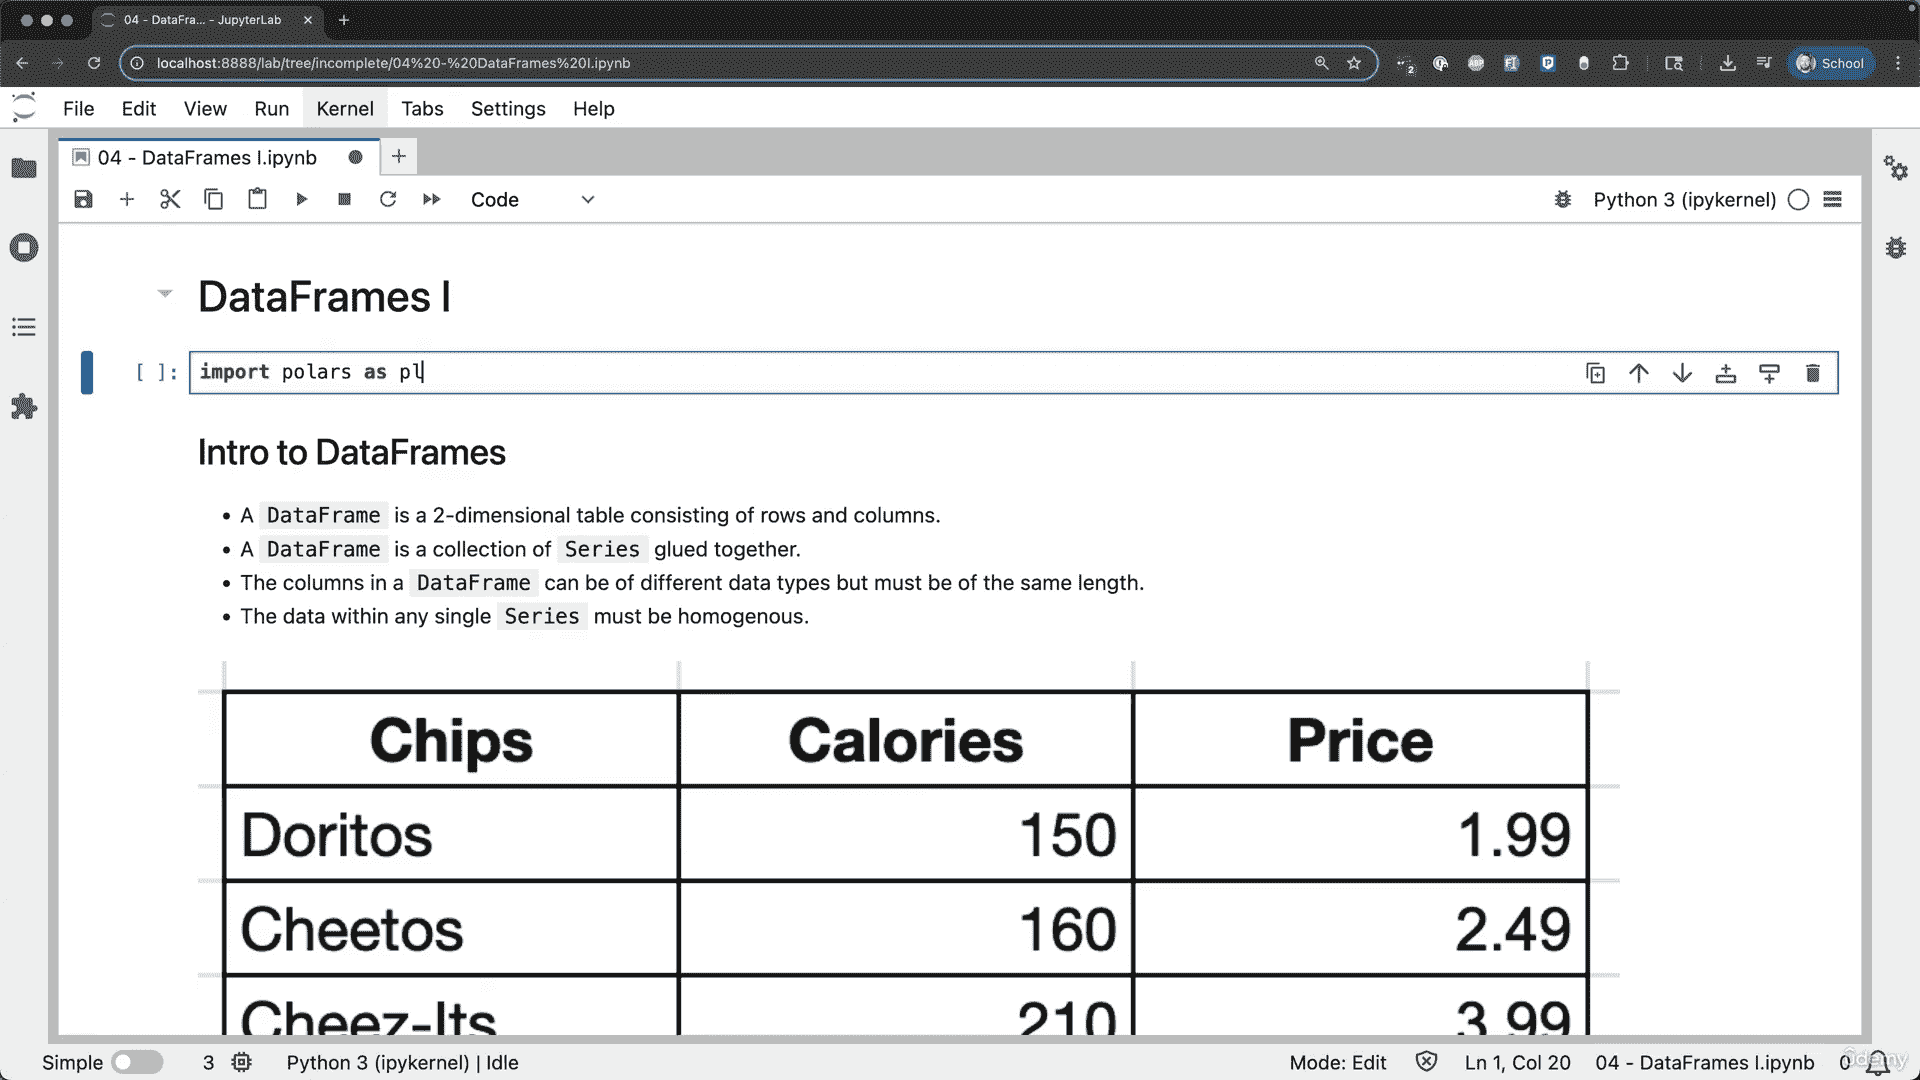 04 - DataFra... - JupyterLab
localhost:8888/lab/tree/incomplete/04%20-%20DataFrames%20I.ipynb
2
ABP
School
File Edit View Run Kernel Tabs Settings Help
04 - DataFrames I.ipynb
Code
Python 3 (ipykernel)
DataFrames I
[ ]: import polars as pl
Intro to DataFrames
• A DataFrame is a 2-dimensional table consisting of rows and columns.
• A DataFrame is a collection of Series glued together.
• The columns in a DataFrame can be of different data types but must be of the same length.
• The data within any single Series must be homogenous.
Chips Calories Price
Doritos 150 1.99
Cheetos 160 2.49
Cheez-Its 210 3.99
Simple 3 Python 3 (ipykernel) | Idle Mode: Edit Ln 1, Col 20 04 - DataFrames I.ipynb 0
udemy